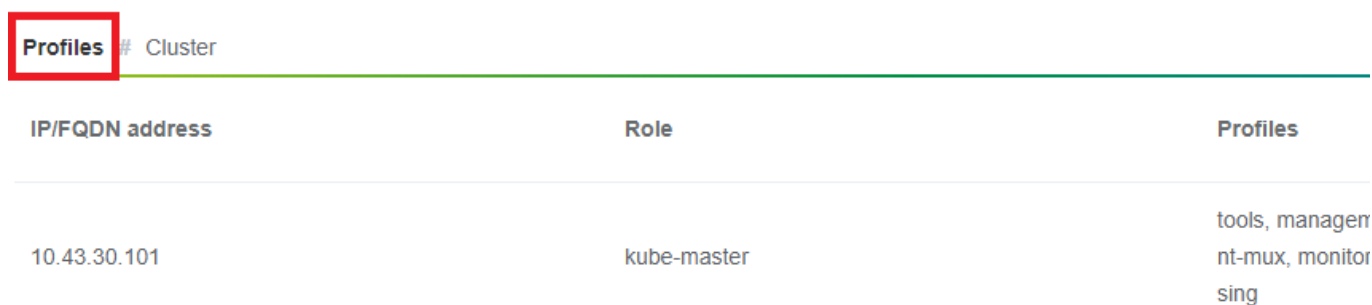 Profiles # Cluster
IP/FQDN address Role Profiles
tools, managem
10.43.30.101 kube-master nt-mux, monitor
sing